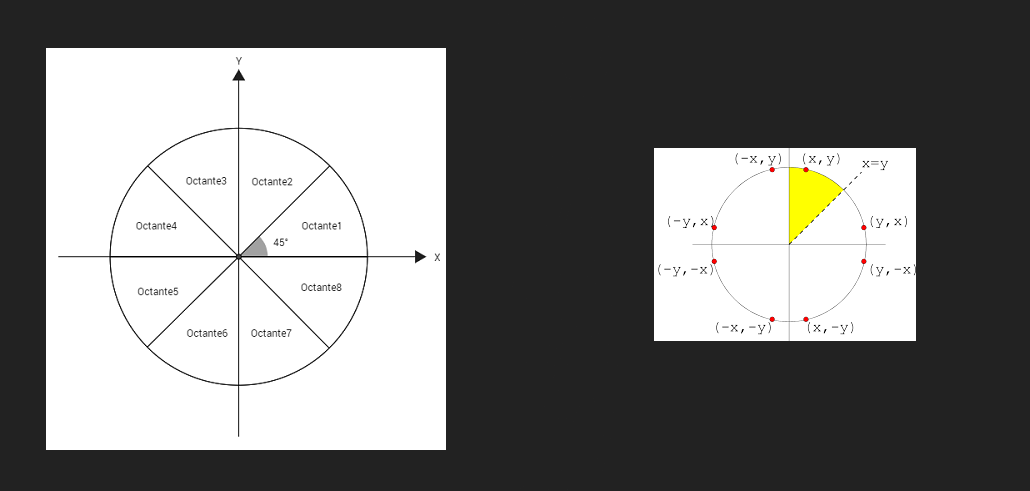 Y
Octante3
Octante2
Octante4
Octante1
45°
X
Octante5
Octante8
Octante6
Octante7
(-x,y)
(x,y)
x=y
(-y,x)
(y,x)
(-y,-x)
(y,-x)
(-x,-y)
(x,-y)